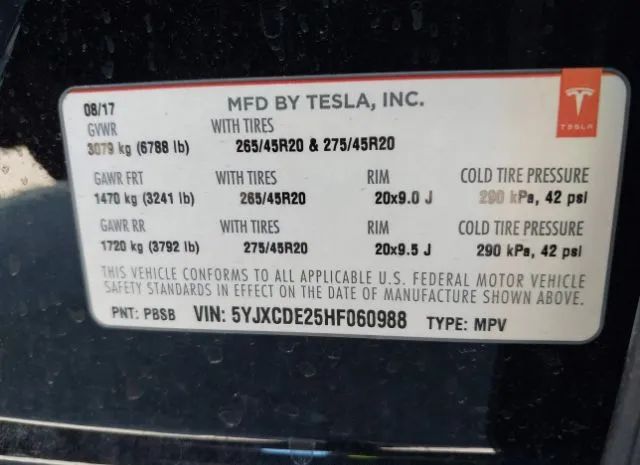 08/17 MFD BY TESLA, INC.
GVWR WITH TIRES
3079 kg (6788 lb) 265/45R20 & 275/45R20
TESLA
GAWR FRT WITH TIRES RIM COLD TIRE PRESSURE
1470 kg (3241 lb) 265/45R20 20x9.0 J 290 kPa, 42 psi
GAWR RR WITH TIRES RIM COLD TIRE PRESSURE
1720 kg (3792 lb) 275/45R20 20x9.5 J 290 kPa, 42 psi
THIS VEHICLE CONFORMS TO ALL APPLICABLE U.S. FEDERAL MOTOR VEHICLE
SAFETY STANDARDS IN EFFECT ON THE DATE OF MANUFACTURE SHOWN ABOVE.
PNT: PBSB VIN: 5YJXCDE25HF060988 TYPE: MPV